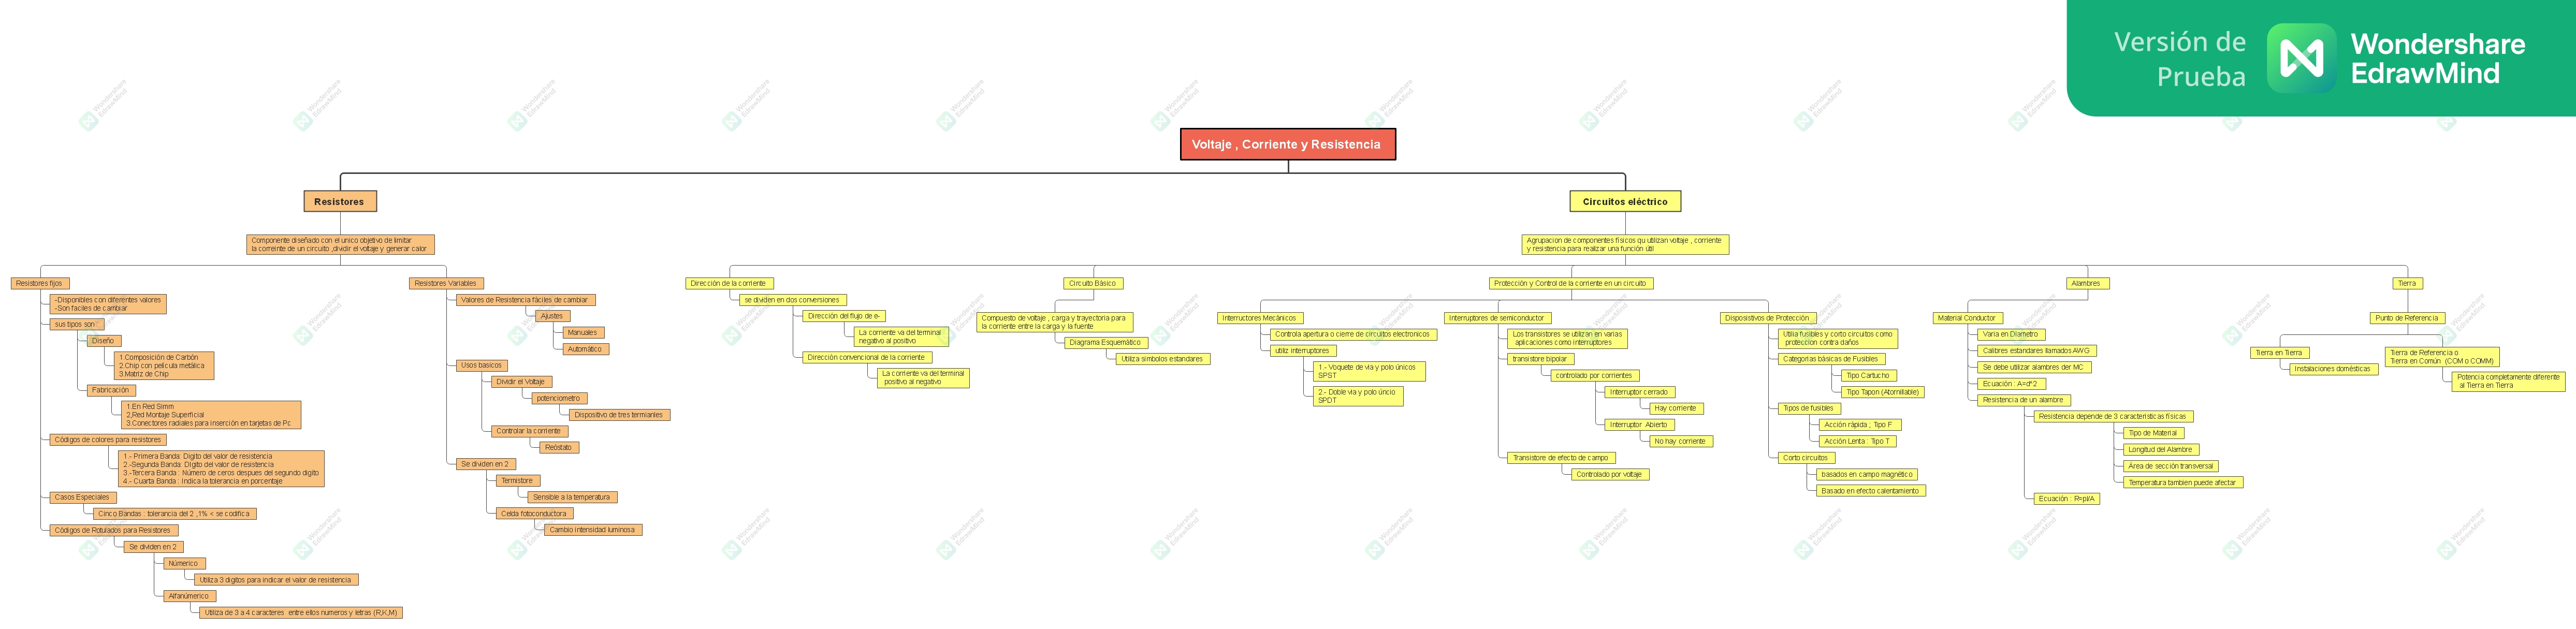 Versión de
Prueba
Wondershare
EdrawMind
Voltaje , Corriente y Resistencia
Resistores
Componente diseñado con el unico objetivo de limitar
la correinte de un circuito ,dividir el voltaje y generar calor
Resistores fijos
-Disponibles con diferentes valores
-Son faciles de cambiar
sus tipos son :
Diseño
1.Composición de Carbón
2.Chip con película metálica
3.Matriz de Chip
Fabricación
1.En Red Simm
2,Red Montaje Superficial
3.Conectores radiales para inserción en tarjetas de Pc
Códigos de colores para resistores
1.- Primera Banda: Digito del valor de resistencia
2.-Segunda Banda: Dígito del valor de resistencia
3.-Tercera Banda : Número de ceros despues del segundo digito
4.- Cuarta Banda : Indica la tolerancia en porcentaje
Casos Especiales
Cinco Bandas : tolerancia del 2 ,1% < se codifica
Códigos de Rotulados para Resistores
Se dividen en 2
Númerico
Utiliza 3 digitos para indicar el valor de resistencia
Alfanúmerico
Utiliza de 3 a 4 caracteres entre ellos numeros y letras (R,K,M)
Resistores Variables
Valores de Resistencia fáciles de cambiar
Ajustes
Manuales
Automático
Usos basicos
Dividir el Voltaje
potenciometro
Dispositivo de tres termianles
Controlar la corriente
Reóstato
Se dividen en 2
Termistore
Sensible a la temperatura
Celda fotoconductora
Cambio intensidad luminosa
Circuitos eléctrico
Agrupacion de componentes físicos qu utilizan voltaje , corriente
y resistencia para realizar una función útil
Dirección de la corriente
se dividen en dos conversiones
Dirección del flujo de e-
La corriente va del terminal
negativo al positivo
Dirección convencional de la corriente
La corriente va del terminal
positivo al negativo
Circuito Básico
Compuesto de voltaje , carga y trayectoria para
la corriente entre la carga y la fuente
Diagrama Esquemático
Utiliza simbolos estandares
Protección y Control de la corriente en un circuito
Interructores Mecánicos
Controla apertura o cierre de circuitos electronicos
utiliz interruptores
1.- Voquete de via y polo únicos
SPST
2.- Doble via y polo úncio
SPDT
Interuptores de semiconductor
Los transistores se utilizan en varias
aplicaciones como interruptores
transistore bipolar
controlado por corrientes
Interruptor cerrado
Hay corriente
Interruptor Abierto
No hay corriente
Transistore de efecto de campo
Controlado por voltaje
Disposistivos de Protección
Utilia fusibles y corto circuitos como
proteccion contra daños
Categorias básicas de Fusibles
Tipo Cartucho
Tipo Tapon (Atornillable)
Tipos de fusibles
Acción rápida ; Tipo F
Acción Lenta : Tipo T
Corto circuitos
basados en campo magnético
Basado en efecto calentamiento
Alambres
Material Conductor
Varia en Diametro
Calibres estandares llamados AWG
Se debe utilizar alambres der MC
Ecuación : A=d^2
Resistencia de un alambre
Resistencia depende de 3 caracteristicas físicas
Tipo de Material
Longitud del Alambre
Área de sección transversal
Temperatura tambien puede afectar
Ecuación : R=pl/A
Tierra
Punto de Referencia
Tierra en Tierra
Instalaciones domésticas
Tierra de Referencia o
Tierra en Común (COM o COMM)
Potencia completamente diferente
al Tierra en Tierra